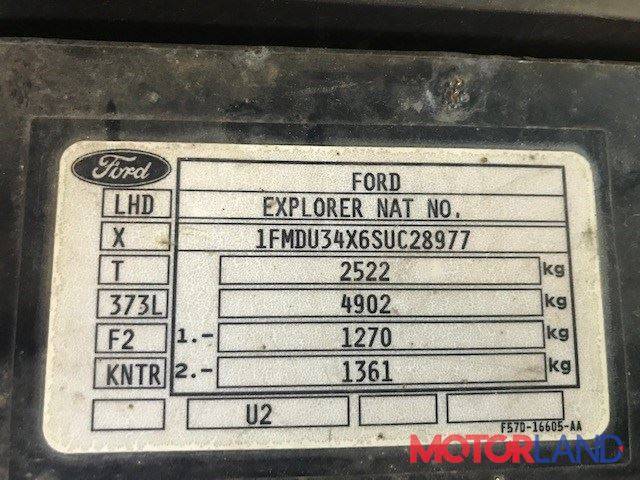 Ford
FORD
LHD EXPLORER NAT NO.
X 1FMDU34X6SUC28977
T 2522 kg
373L 4902 kg
F2 1.- 1270 kg
KNTR 2.- 1361 kg
U2
F57D-16605-AA
MOTORLAND